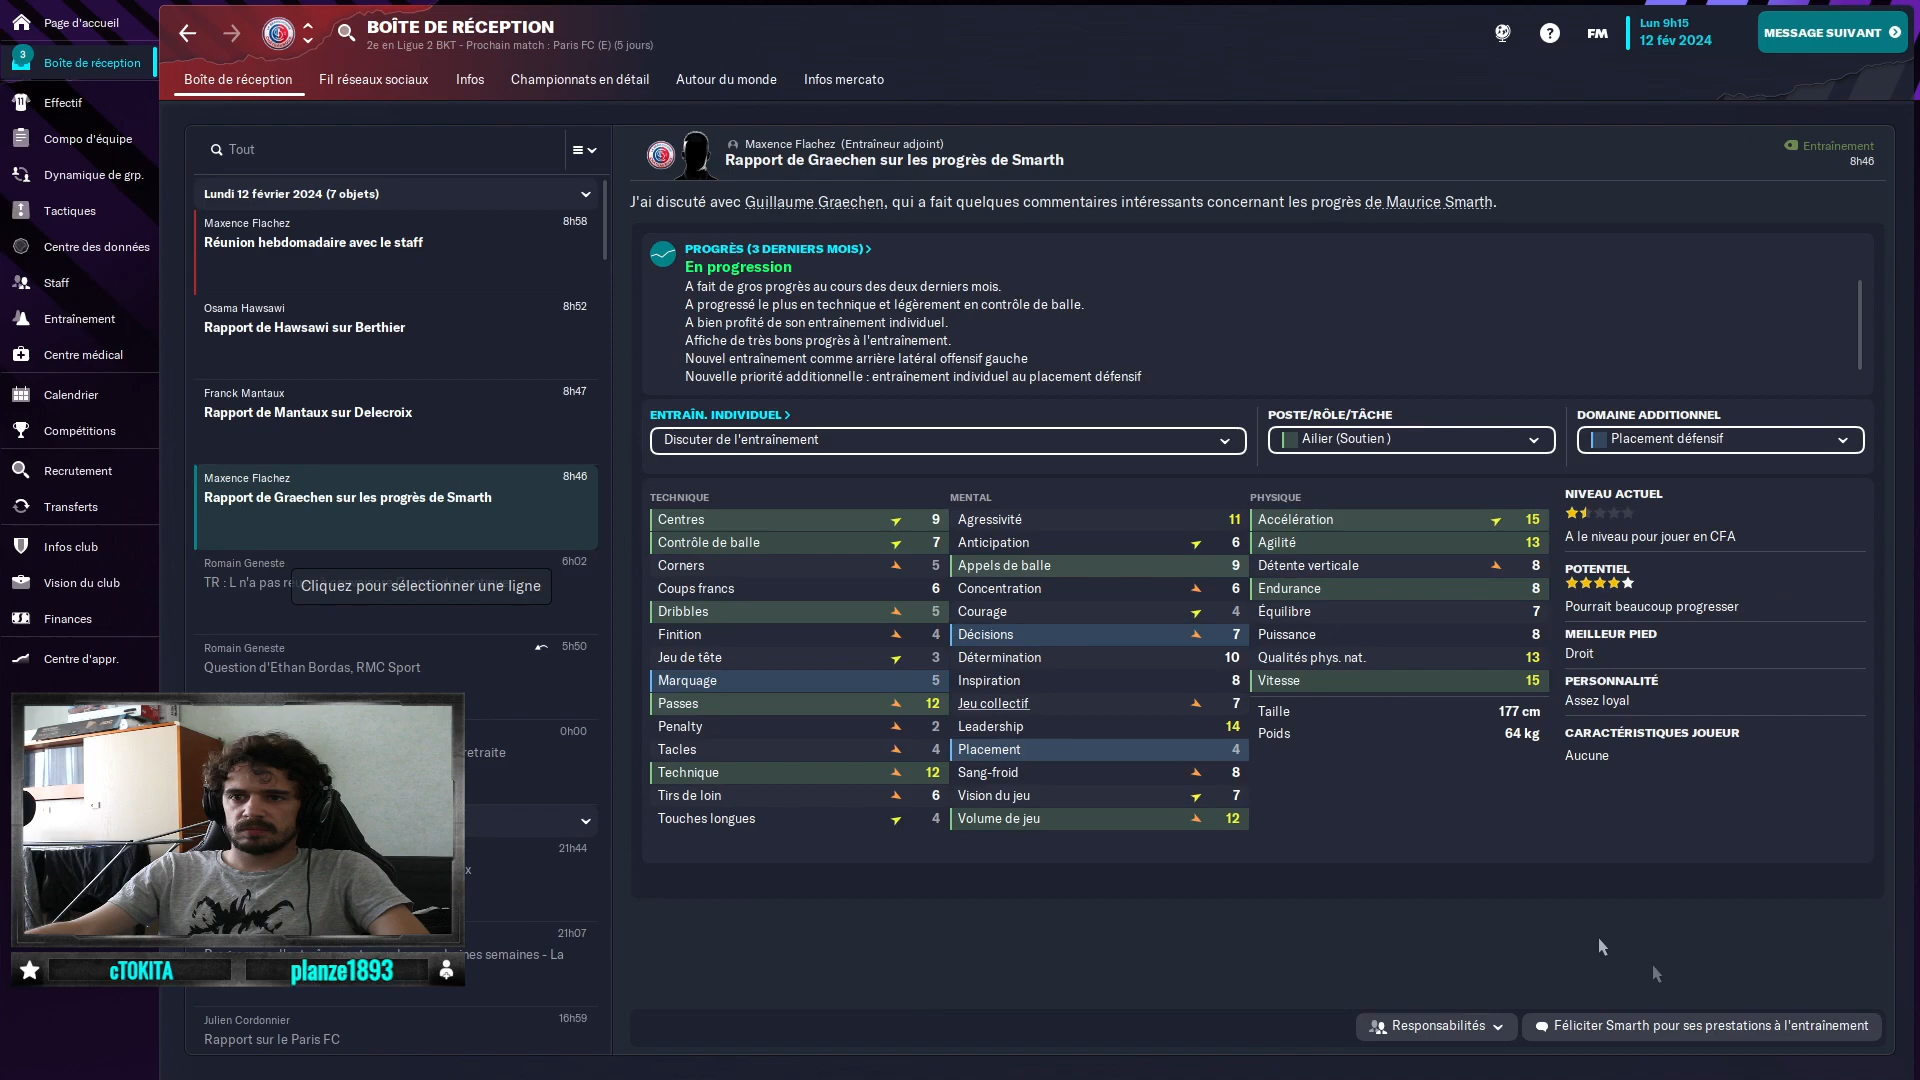 Page d'accueil
3
Boîte de réception
Effectif
Compo d'équipe
Dynamique de grp.
Tactiques
Centre des données
Staff
Entraînement
Centre médical
Calendrier
Compétitions
Recrutement
Transferts
Infos club
Vision du club
Finances
Centre d'appr.
BOÎTE DE RÉCEPTION
2e en Ligue 2 BKT - Prochain match : Paris FC (E) (5 jours)
FM
Lun 9h15
12 fév 2024
MESSAGE SUIVANT
Boîte de réception
Fil réseaux sociaux
Infos
Championnats en détail
Autour du monde
Infos mercato
Tout
Lundi 12 février 2024 (7 objets)
Maxence Flachez 8h58
Réunion hebdomadaire avec le staff
Osama Hawsawi 8h52
Rapport de Hawsawi sur Berthier
Franck Mantaux 8h47
Rapport de Mantaux sur Delecroix
Maxence Flachez 8h46
Rapport de Graechen sur les progrès de Smarth
Romain Geneste 6h02
TR : L n'a pas
Cliquez pour sélectionner une ligne
Romain Geneste 5h50
Question d'Ethan Bordas, RMC Sport
0h00
retraite
21h44
x
21h07
nes semaines - La
Julien Cordonnier 16h59
Rapport sur le Paris FC
cTOKITA
planze1893
Maxence Flachez (Entraîneur adjoint)
Rapport de Graechen sur les progrès de Smarth
Entraînement
8h46
J'ai discuté avec Guillaume Graechen, qui a fait quelques commentaires intéressants concernant les progrès de Maurice Smarth.
PROGRÈS (3 DERNIERS MOIS)
En progression
A fait de gros progrès au cours des deux derniers mois.
A progressé le plus en technique et légèrement en contrôle de balle.
A bien profité de son entraînement individuel.
Affiche de très bons progrès à l'entraînement.
Nouvel entraînement comme arrière latéral offensif gauche
Nouvelle priorité additionnelle : entraînement individuel au placement défensif
ENTRAÎN. INDIVIDUEL
Discuter de l'entraînement
POSTE/RÔLE/TÂCHE
Ailier (Soutien )
DOMAINE ADDITIONNEL
Placement défensif
TECHNIQUE
Centres 9
Contrôle de balle 7
Corners 5
Coups francs 6
Dribbles 5
Finition 4
Jeu de tête 3
Marquage 5
Passes 12
Penalty 2
Tacles 4
Technique 12
Tirs de loin 6
Touches longues 4
MENTAL
Agressivité 11
Anticipation 6
Appels de balle 9
Concentration 6
Courage 4
Décisions 7
Détermination 10
Inspiration 8
Jeu collectif 7
Leadership 14
Placement 4
Sang-froid 8
Vision du jeu 7
Volume de jeu 12
PHYSIQUE
Accélération 15
Agilité 13
Détente verticale 8
Endurance 8
Équilibre 7
Puissance 8
Qualités phys. nat. 13
Vitesse 15
Taille 177 cm
Poids 64 kg
NIVEAU ACTUEL
A le niveau pour jouer en CFA
POTENTIEL
Pourrait beaucoup progresser
MEILLEUR PIED
Droit
PERSONNALITÉ
Assez loyal
CARACTÉRISTIQUES JOUEUR
Aucune
Responsabilités
Féliciter Smarth pour ses prestations à l'entraînement